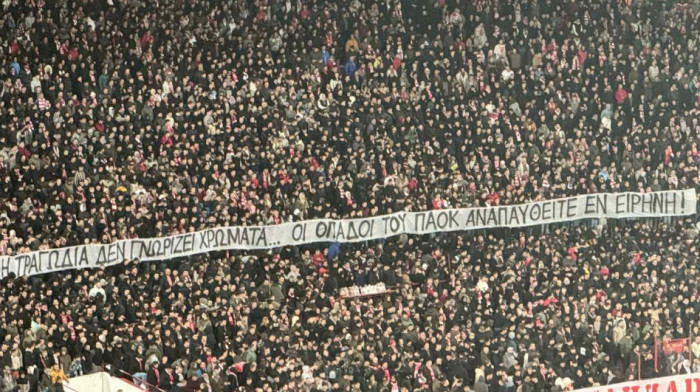 Η ΤΡΑΓΩΔΙΑ ΔΕΝ ΓΝΩΡΙΖΕΙ ΧΡΩΜΑΤΑ... ΟΙ ΟΠΑΔΟΙ ΤΟΥ ΠΑΟΚ ΑΝΑΠΑΥΘΕΙΤΕ ΕΝ ΕΙΡΗΝΗ!